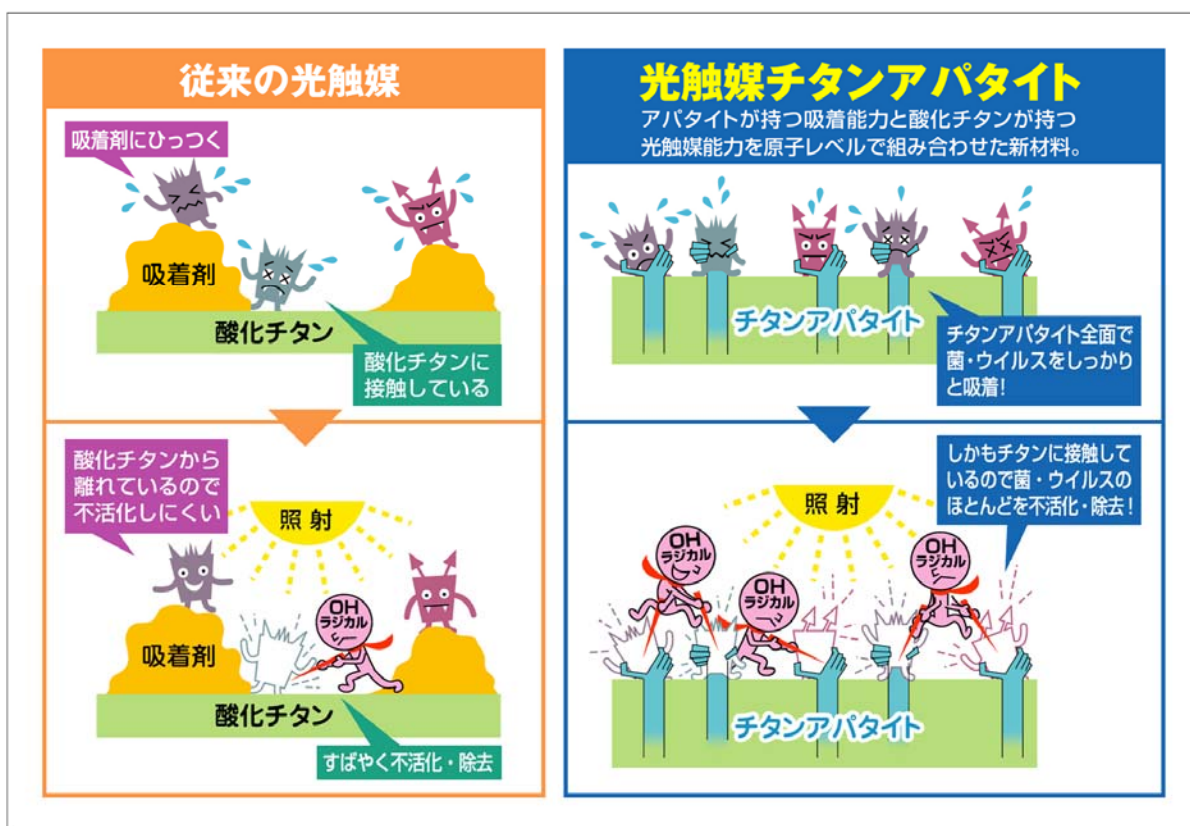 従来の光触媒
吸着剤にひっつく
吸着剤
酸化チタン
酸化チタンに
接触している
酸化チタンから
離れているので
不活化しにくい
照射
OH
ラジカル
吸着剤
酸化チタン
すばやく不活化・除去
光触媒チタンアパタイト
アパタイトが持つ吸着能力と酸化チタンが持つ
光触媒能力を原子レベルで組み合わせた新材料。
チタンアパタイト
チタンアパタイト全面で
菌・ウイルスをしっかり
と吸着!
しかもチタンに接触して
いるので菌・ウイルスの
ほとんどを不活化・除去!
照射
OH
ラジカル
OH
ラジカル
OH
ラジカル
チタンアパタイト